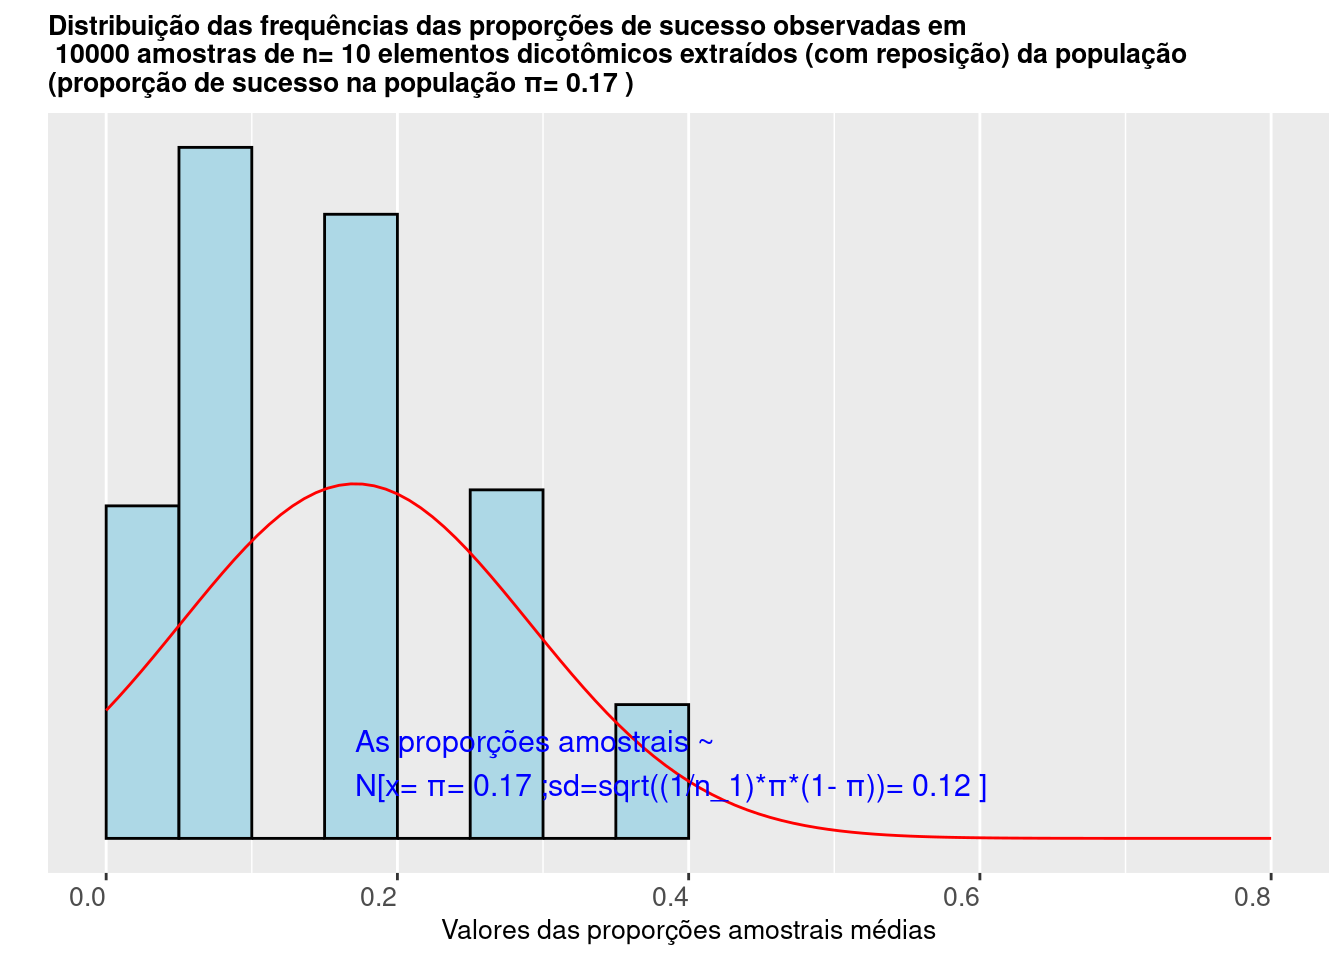 Distribuição das frequências das proporções de sucesso observadas em
10000 amostras de n= 10 elementos dicotômicos extraídos (com reposição) da população
(proporção de sucesso na população π= 0.17 )
As proporções amostrais ~
N[x= π= 0.17 ;sd=sqrt((1/n_1)*π*(1- π))= 0.12 ]
0.0 0.2 0.4 0.6 0.8
Valores das proporções amostrais médias